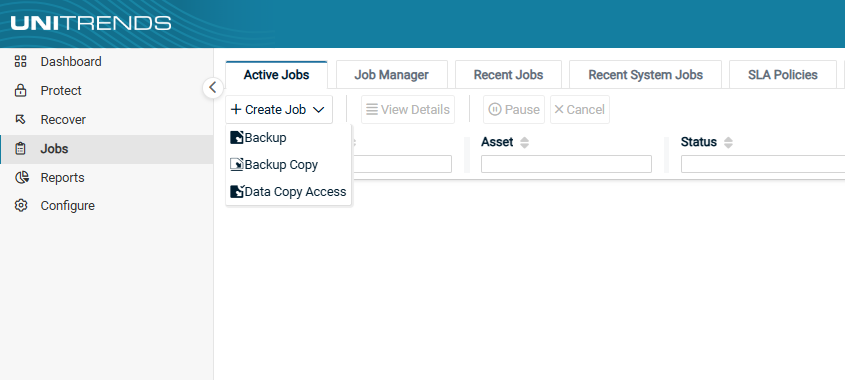 UNITRENDS
Dashboard
Protect
Recover
Jobs
Reports
Configure
Active Jobs
Job Manager
Recent Jobs
Recent System Jobs
SLA Policies
+ Create Job
View Details
Pause
Cancel
Backup
Backup Copy
Data Copy Access
Asset
Status